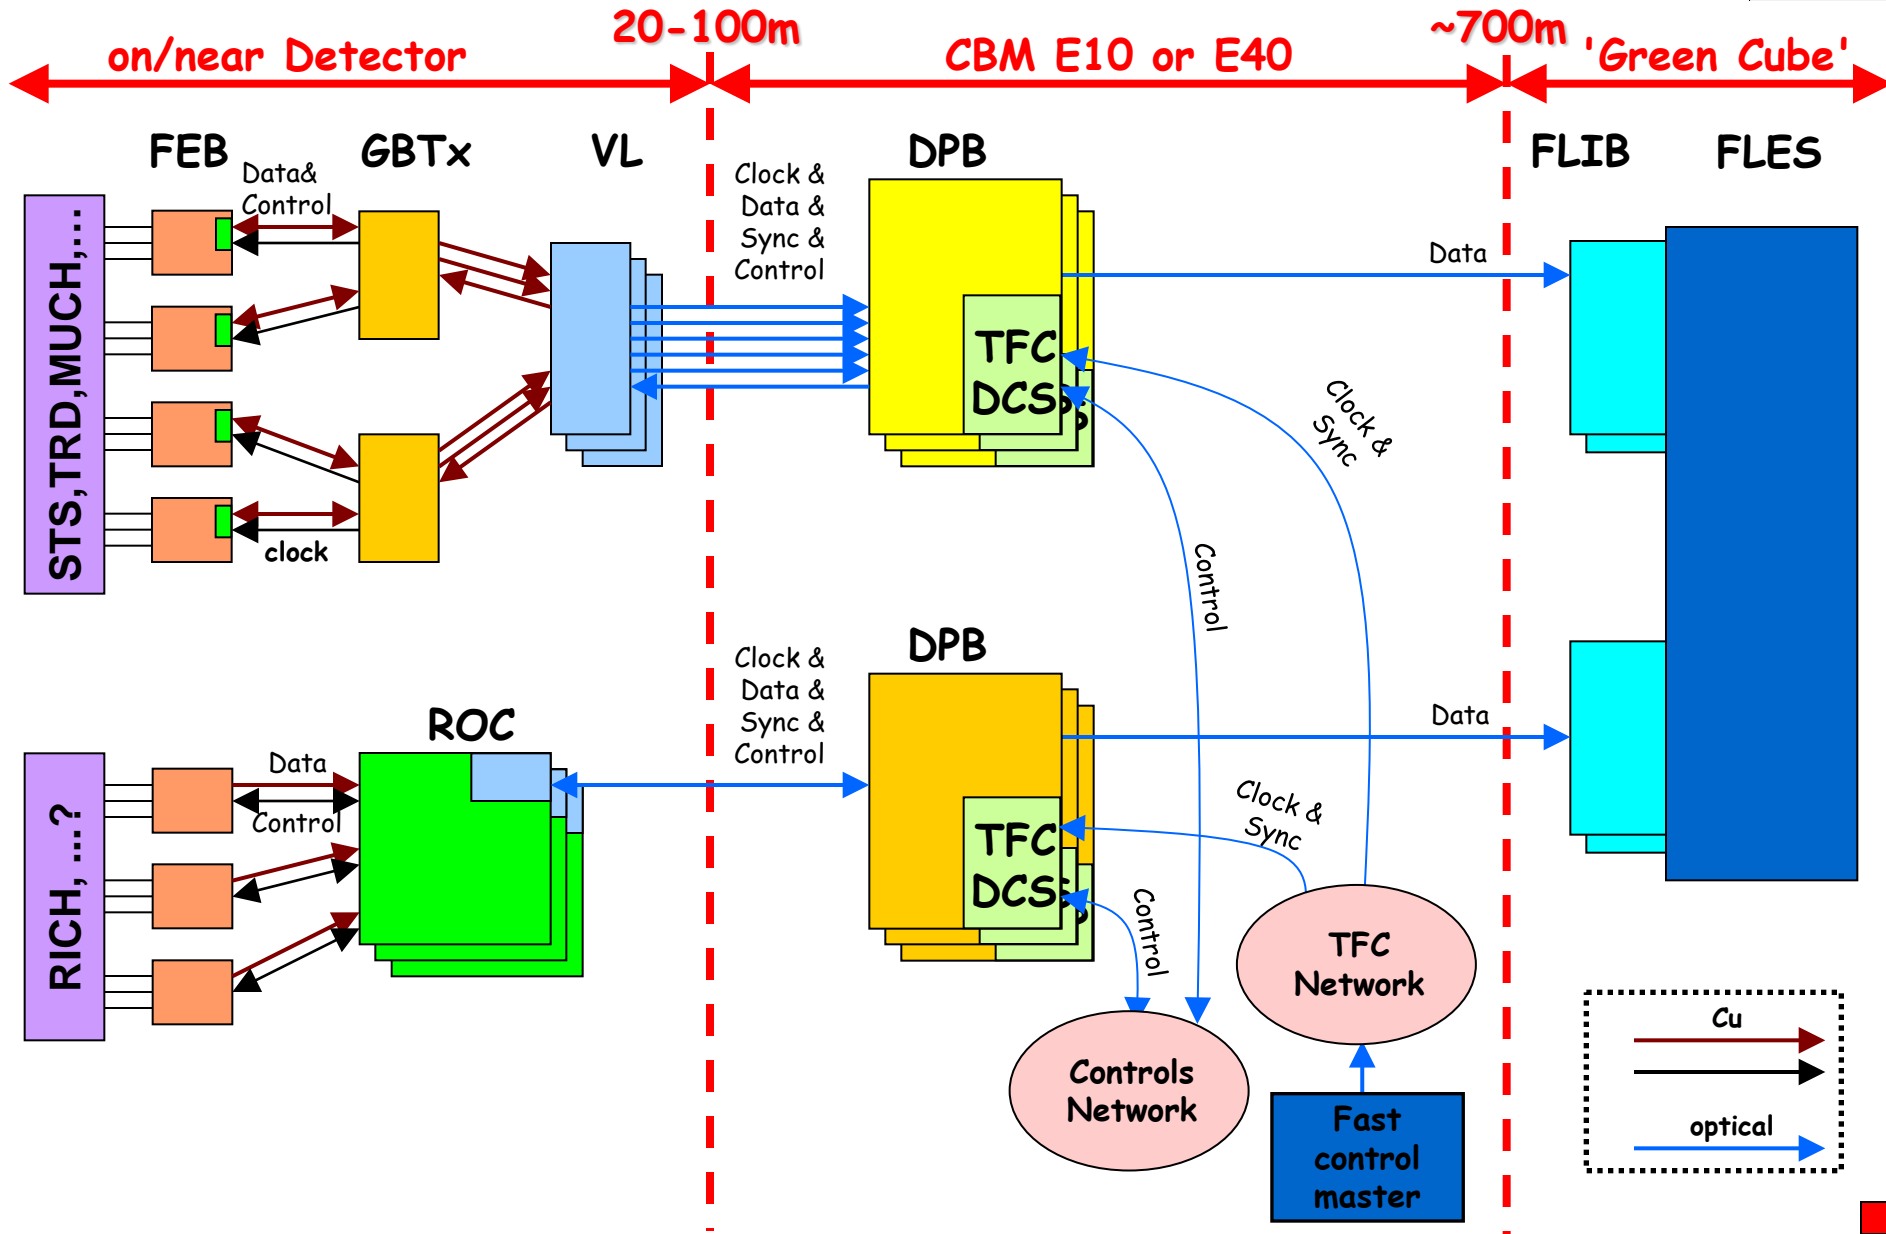 20-100m
~700m
on/near Detector
CBM E10 or E40
'Green Cube'
FEB
GBTx
VL
DPB
FLIB
FLES
Data&
Control
Clock &
Data &
Sync &
Control
Data
STS,TRD,MUCH,...
TFC
DCS
Clock &
Sync
clock
Control
DPB
Clock &
Data &
Sync &
Control
Data
ROC
Data
Control
RICH, ...?
Clock &
Sync
TFC
DCS
Control
TFC
Network
Controls
Network
Fast
control
master
Cu
optical